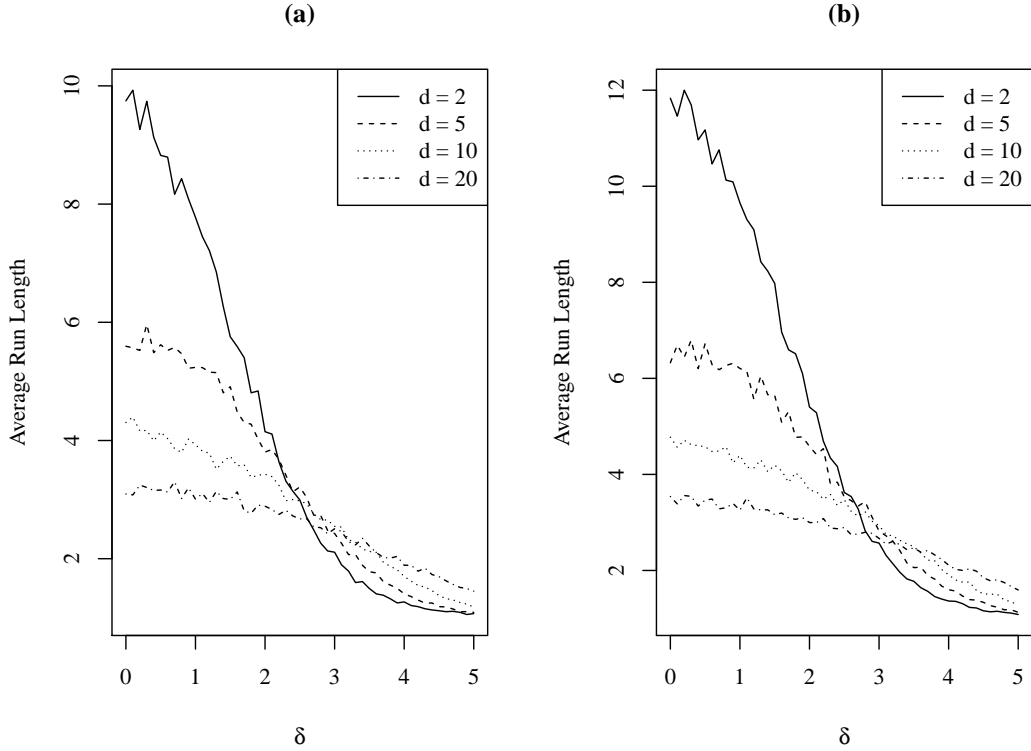 (a)
10
8
6
4
2
Average Run Length
0 1 2 3 4 5
δ
d = 2
d = 5
d = 10
d = 20
(b)
12
10
8
6
4
2
Average Run Length
0 1 2 3 4 5
δ
d = 2
d = 5
d = 10
d = 20